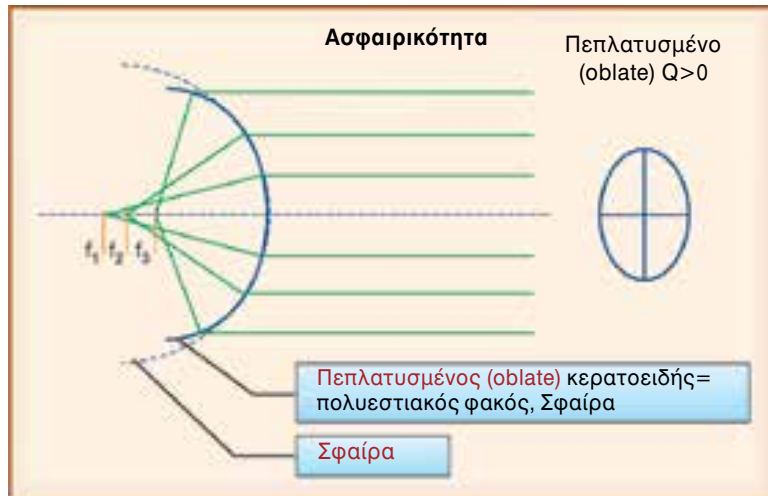 Ασφαιρικότητα
Πεπλατυσμένο
(oblate) Q>0
f₁ f₂ f₃
Πεπλατυσμένος (oblate) κερατοειδής=
πολυεστιακός φακός, Σφαίρα
Σφαίρα